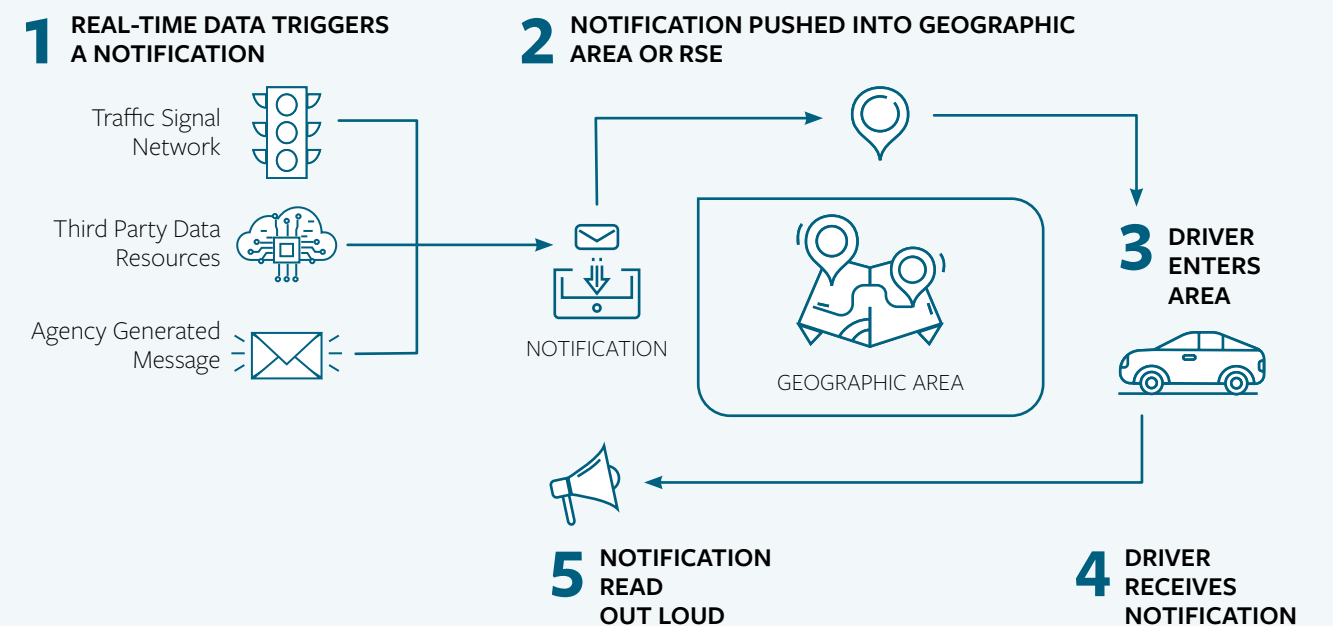 1 REAL-TIME DATA TRIGGERS
A NOTIFICATION
Traffic Signal
Network
Third Party Data
Resources
Agency Generated
Message
2 NOTIFICATION PUSHED INTO GEOGRAPHIC
AREA OR RSE
NOTIFICATION
GEOGRAPHIC AREA
3 DRIVER
ENTERS
AREA
4 DRIVER
RECEIVES
NOTIFICATION
5 NOTIFICATION
READ
OUT LOUD